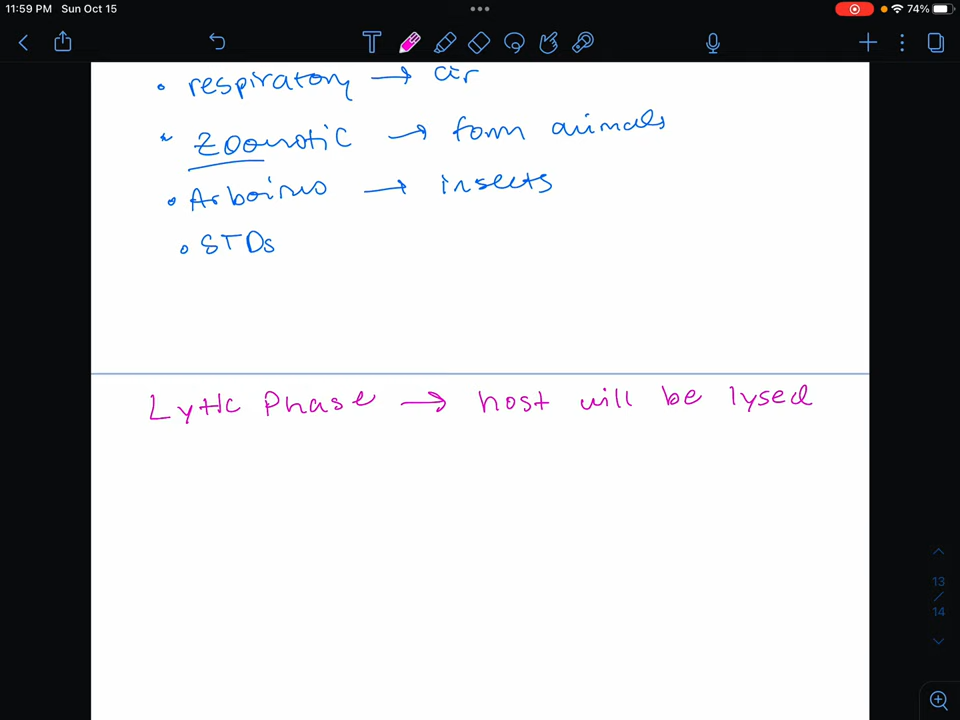 11:59 PM Sun Oct 15
74%
• respiratory → air
• Zoonotic → form animals
• Arboirus → insects
• STDs
Lytic Phase → host will be lysed
13
/
14